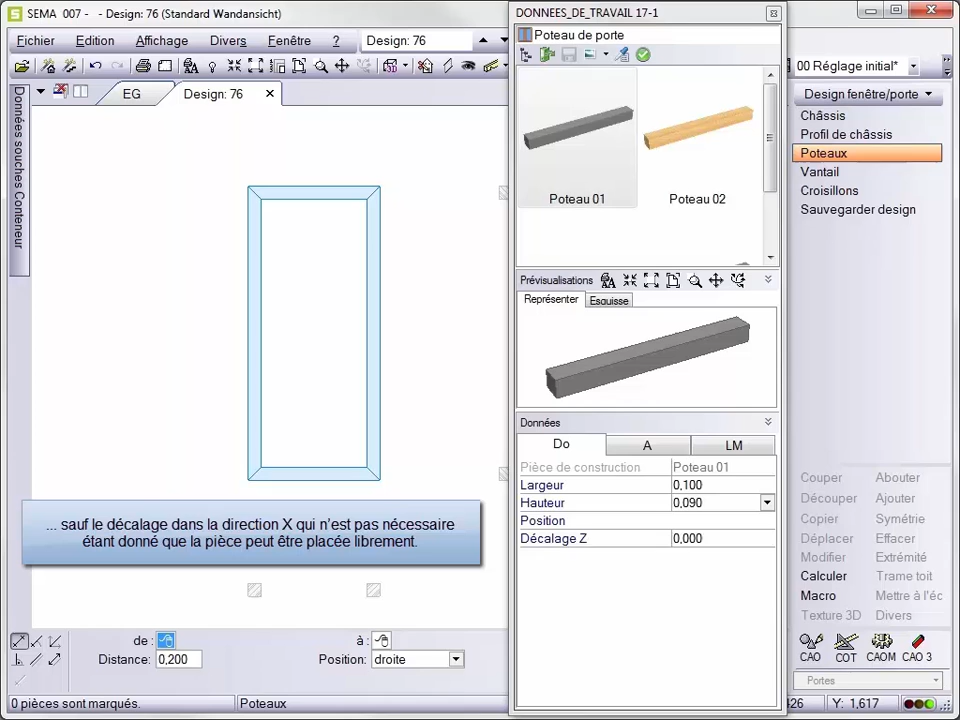 SEMA  007 -   - Design: 76 (Standard Wandansicht)
Fichier Edition Affichage Divers Fenêtre ? Design: 76
00 Réglage initial*
EG Design: 76
Données souches Conteneur
DONNEES_DE_TRAVAIL 17-1
Poteau de porte
Poteau 01 Poteau 02
Prévisualisations
Représenter Esquisse
Données
Do A LM
Pièce de construction Poteau 01
Largeur 0,100
Hauteur 0,090
Position
Décalage Z 0,000
Design fenêtre/porte
Châssis
Profil de châssis
Poteaux
Vantail
Croisillons
Sauvegarder design
Couper Abouter
Découper Ajouter
Copier Symétrie
Déplacer Effacer
Modifier Extrémité
Calculer Trame toit
Macro Mettre à l'éc
Texture 3D Divers
CAO COT CAOM CAO 3
Portes
... sauf le décalage dans la direction X qui n'est pas nécessaire
étant donné que la pièce peut être placée librement.
de : à :
Distance: 0,200 Position: droite
0 pièces sont marqués. Poteaux 426 Y: 1,617